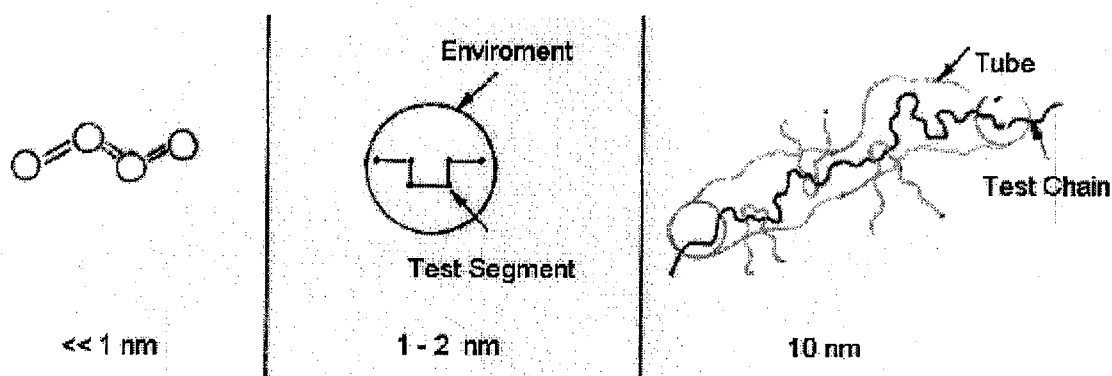 Enviroment
Tube
Test Chain
Test Segment
<< 1 nm
1 - 2 nm
10 nm